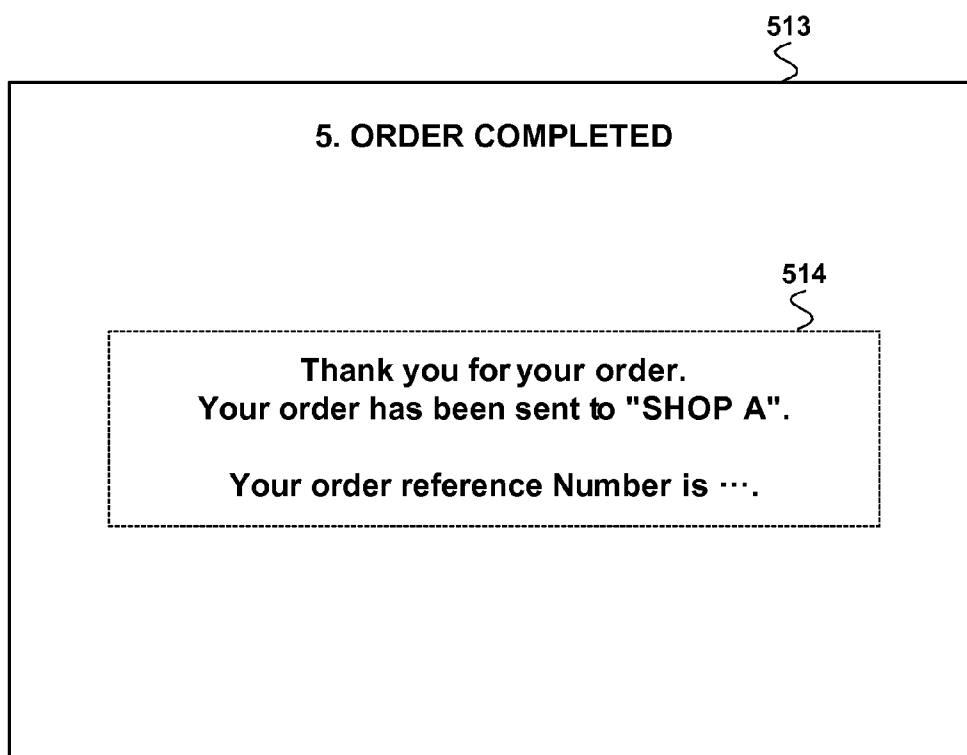 513
5. ORDER COMPLETED
514
Thank you for your order.
Your order has been sent to "SHOP A".
Your order reference Number is ···.